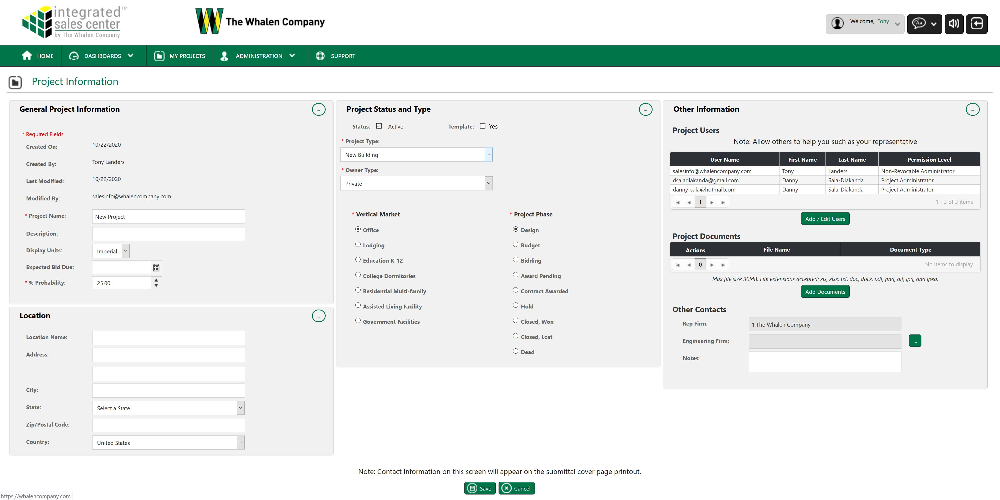 integrated™
sales center
by The Whalen Company
The Whalen Company
Welcome, Tony
Aa
HOME
DASHBOARDS
MY PROJECTS
ADMINISTRATION
SUPPORT
Project Information
General Project Information
* Required Fields
Created On: 10/22/2020
Created By: Tony Landers
Last Modified: 10/22/2020
Modified By: salesinfo@whalencompany.com
* Project Name: New Project
Description:
Display Units: Imperial
Expected Bid Due:
* % Probability: 25.00
Location
Location Name:
Address:
City:
State: Select a State
Zip/Postal Code:
Country: United States
Project Status and Type
Status: Active Template: Yes
* Project Type:
New Building
* Owner Type:
Private
* Vertical Market
Office
Lodging
Education K-12
College Dormitories
Residential Multi-family
Assisted Living Facility
Government Facilities
* Project Phase
Design
Budget
Bidding
Award Pending
Contract Awarded
Hold
Closed, Won
Closed, Lost
Dead
Other Information
Project Users
Note: Allow others to help you such as your representative
User Name First Name Last Name Permission Level
salesinfo@whalencompany.com Tony Landers Non-Revocable Administrator
dsaladiakanda@gmail.com Danny Sala-Diakanda Project Administrator
danny_sala@hotmail.com Danny Sala-Diakanda Project Administrator
1 1 - 3 of 3 items
Add / Edit Users
Project Documents
Actions File Name Document Type
0 No items to display
Max file size 30MB. File extensions accepted: xls, xlsx, txt, doc, docx, pdf, png, gif, jpg, and jpeg.
Add Documents
Other Contacts
Rep Firm: 1 The Whalen Company
Engineering Firm: ...
Notes:
Note: Contact Information on this screen will appear on the submittal cover page printout.
Save Cancel
https://whalencompany.com